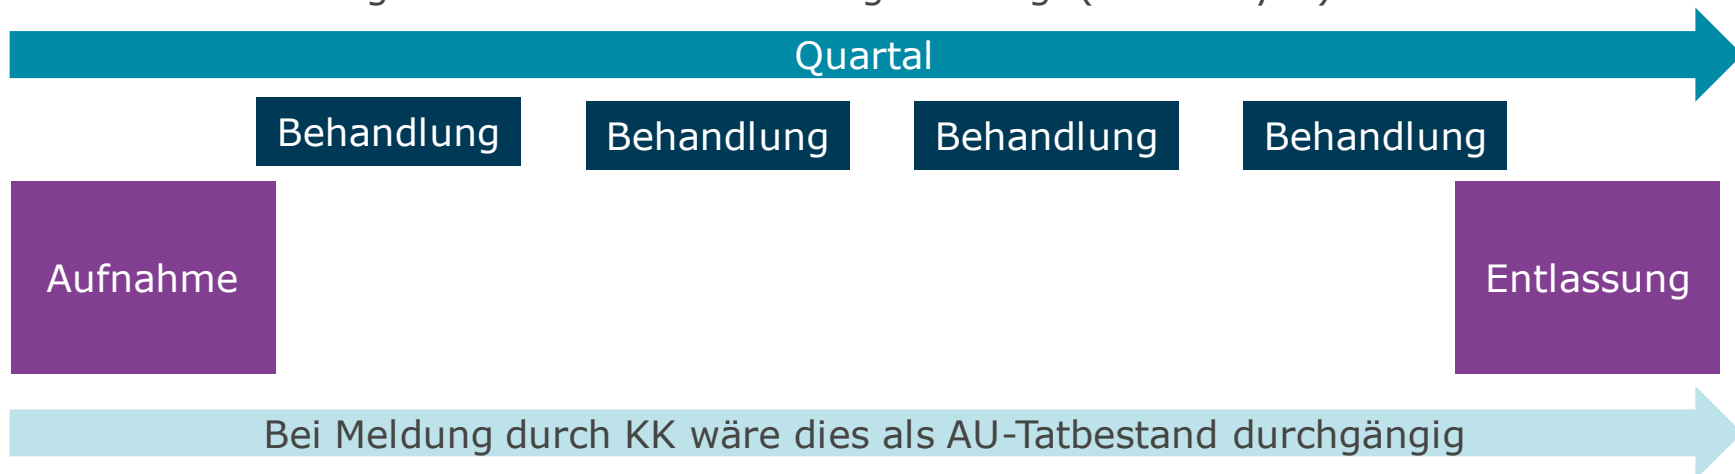 Quartal
Behandlung Behandlung Behandlung Behandlung
Aufnahme Entlassung
Bei Meldung durch KK wäre dies als AU-Tatbestand durchgängig